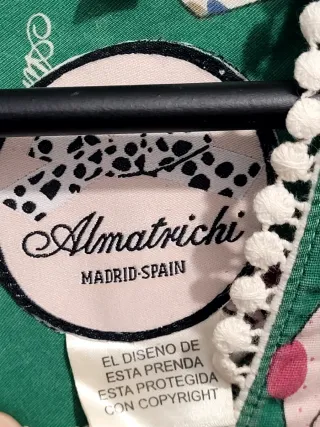 Almatrichi
MADRID-SPAIN
EL DISEÑO DE
ESTA PRENDA
ESTA PROTEGIDA
CON COPYRIGHT